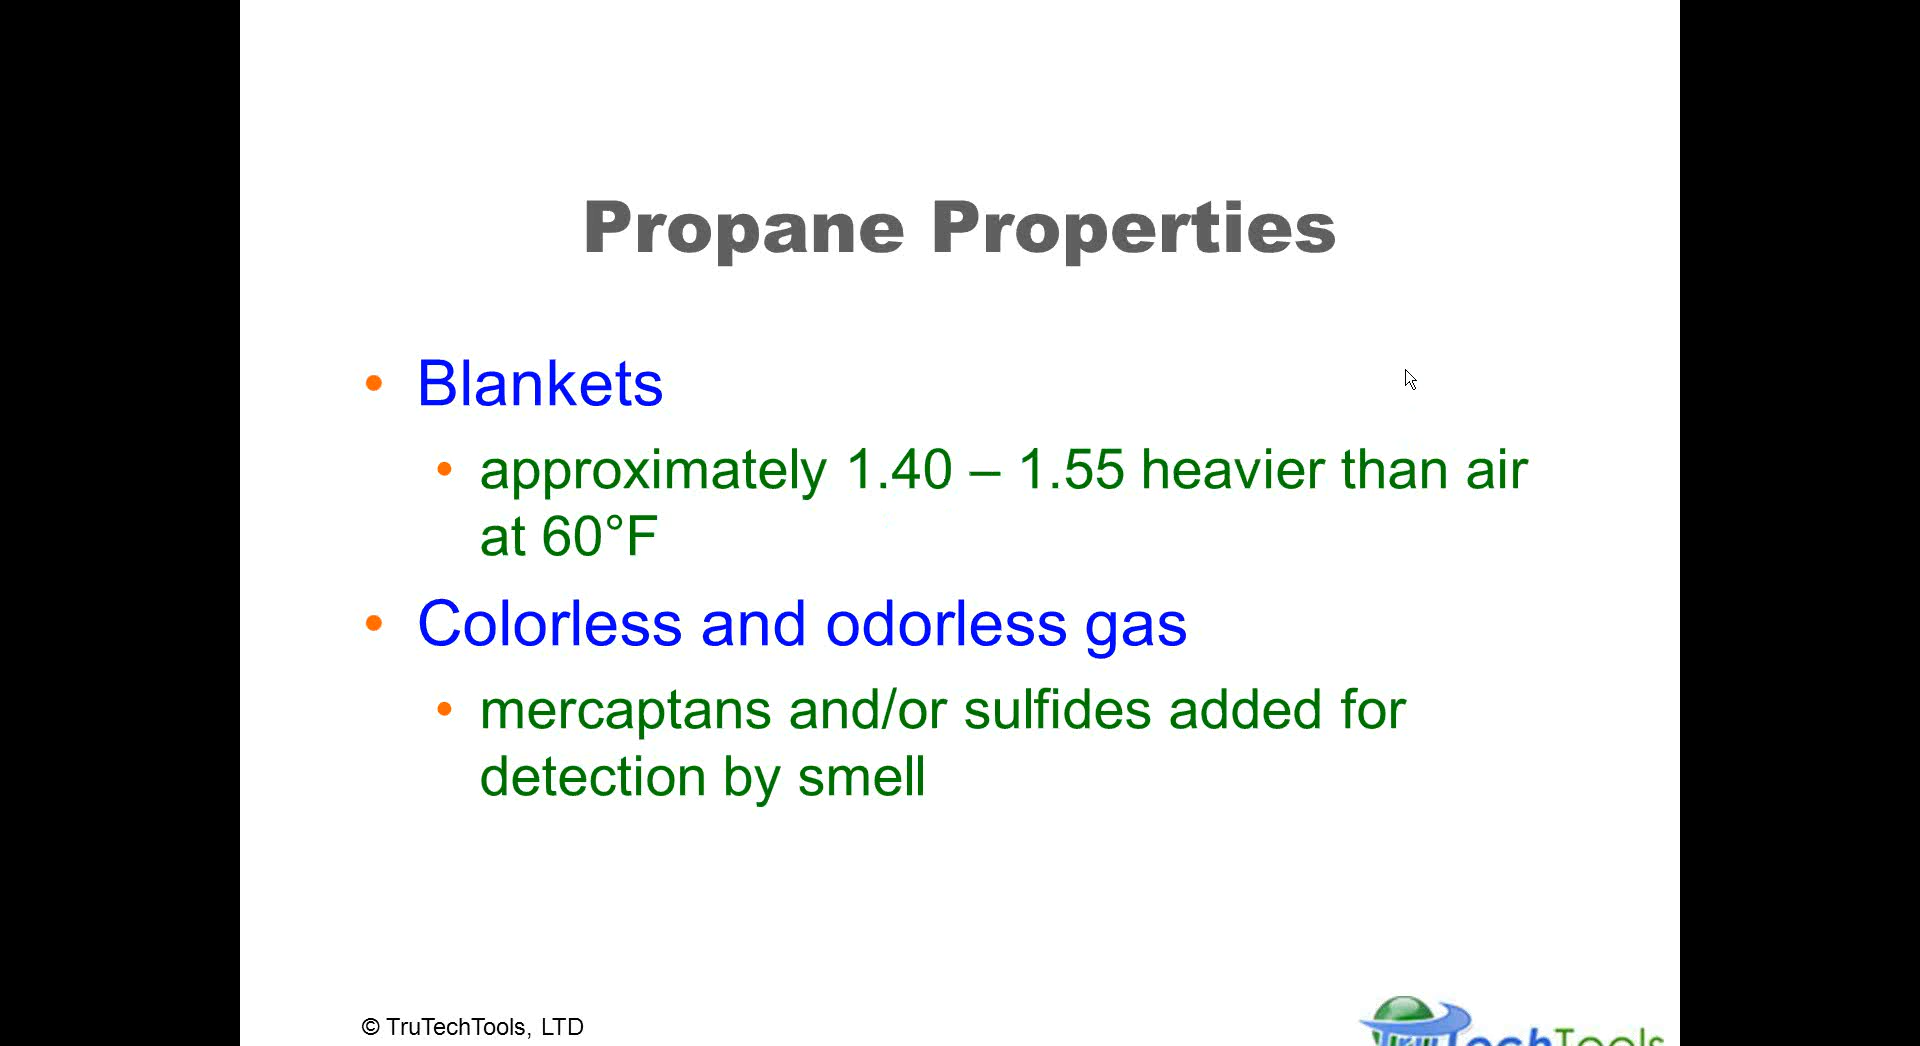 Propane Properties
• Blankets
• approximately 1.40 – 1.55 heavier than air
at 60°F
• Colorless and odorless gas
• mercaptans and/or sulfides added for
detection by smell
© TruTechTools, LTD
TechTools